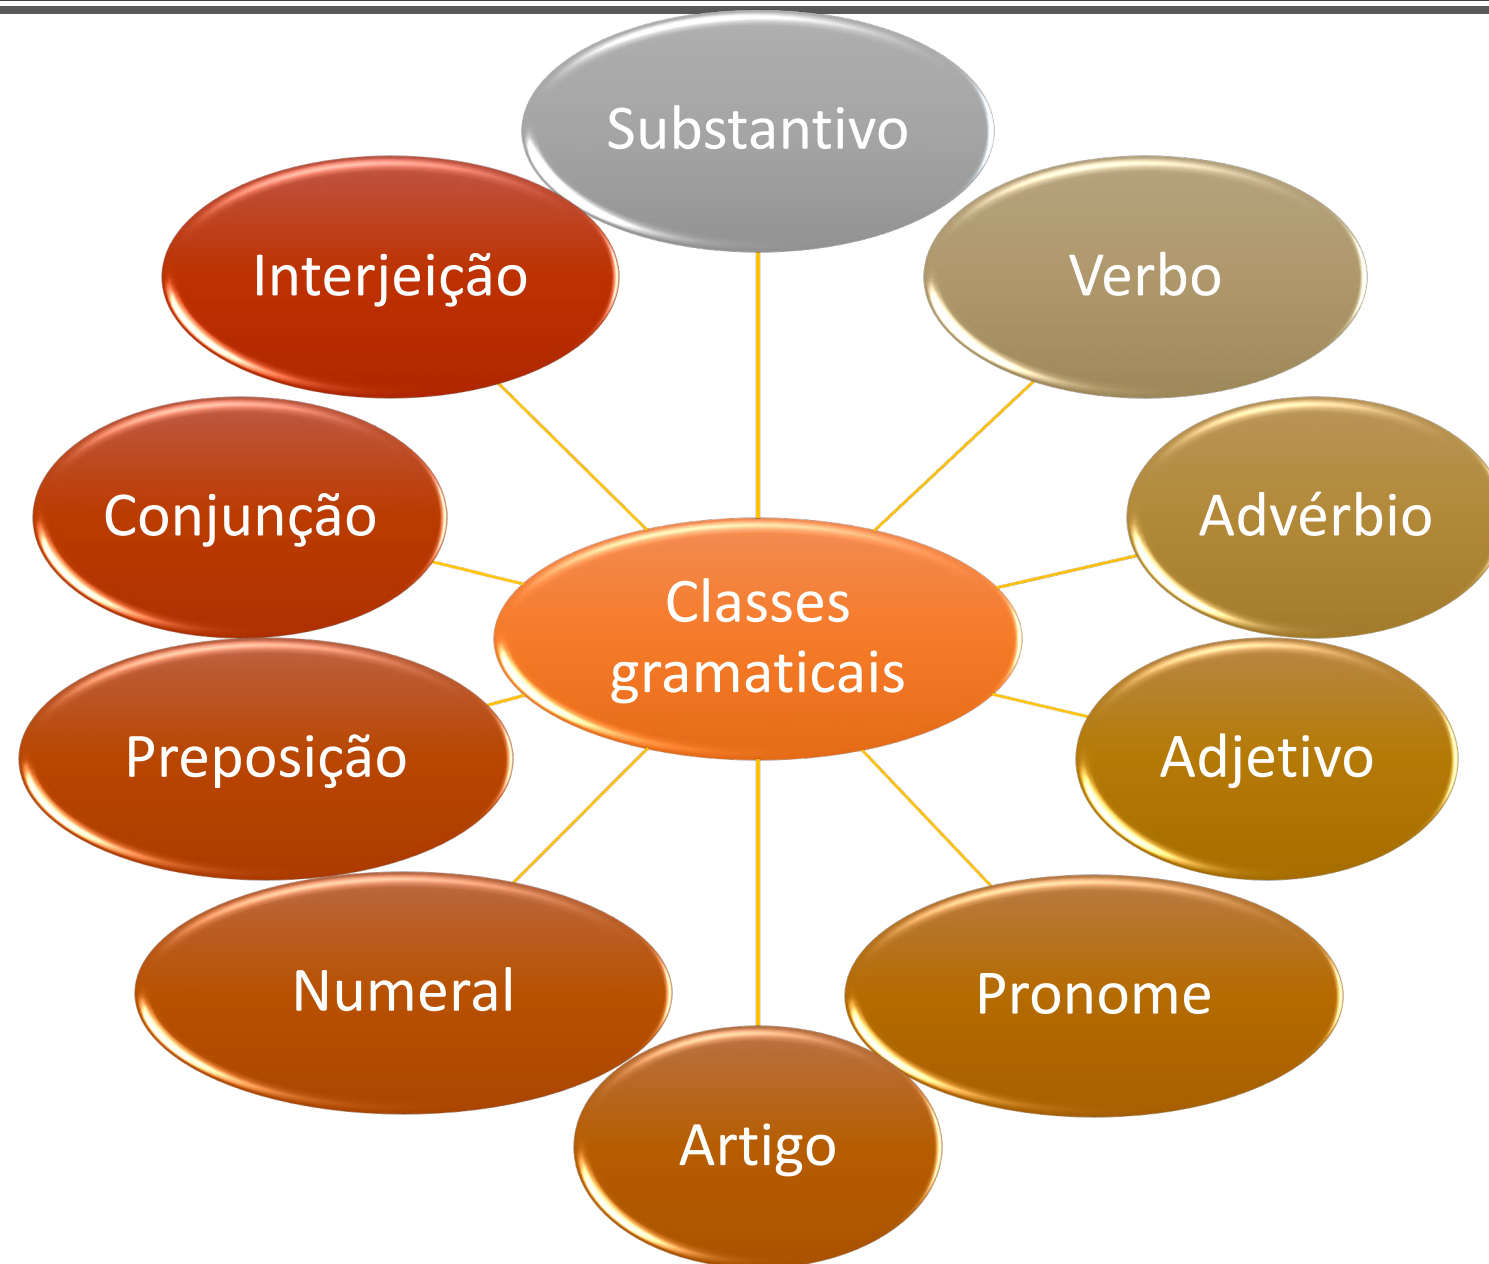 Substantivo
Interjeição
Verbo
Conjunção
Advérbio
Classes
gramaticais
Preposição
Adjetivo
Numeral
Pronome
Artigo